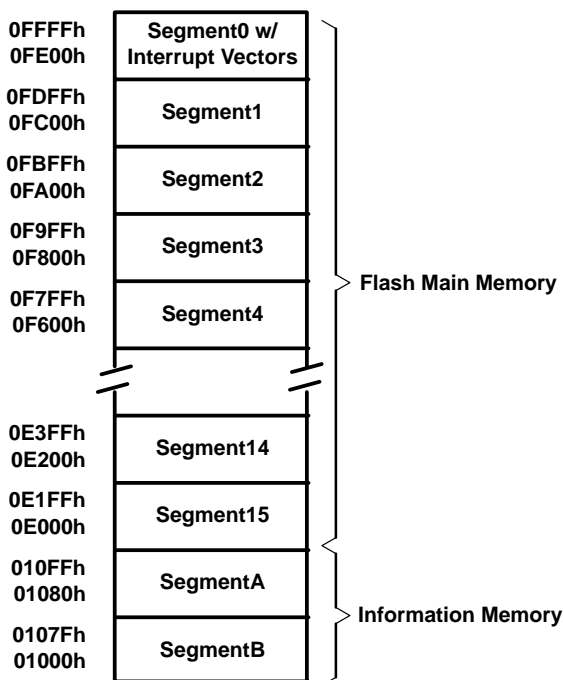 0FFFFh
0FE00h
Segment0 w/
Interrupt Vectors
0FDFFh
0FC00h
Segment1
0FBFFh
0FA00h
Segment2
0F9FFh
0F800h
Segment3
0F7FFh
0F600h
Segment4
Flash Main Memory
0E3FFh
0E200h
Segment14
0E1FFh
0E000h
Segment15
010FFh
01080h
SegmentA
0107Fh
01000h
SegmentB
Information Memory